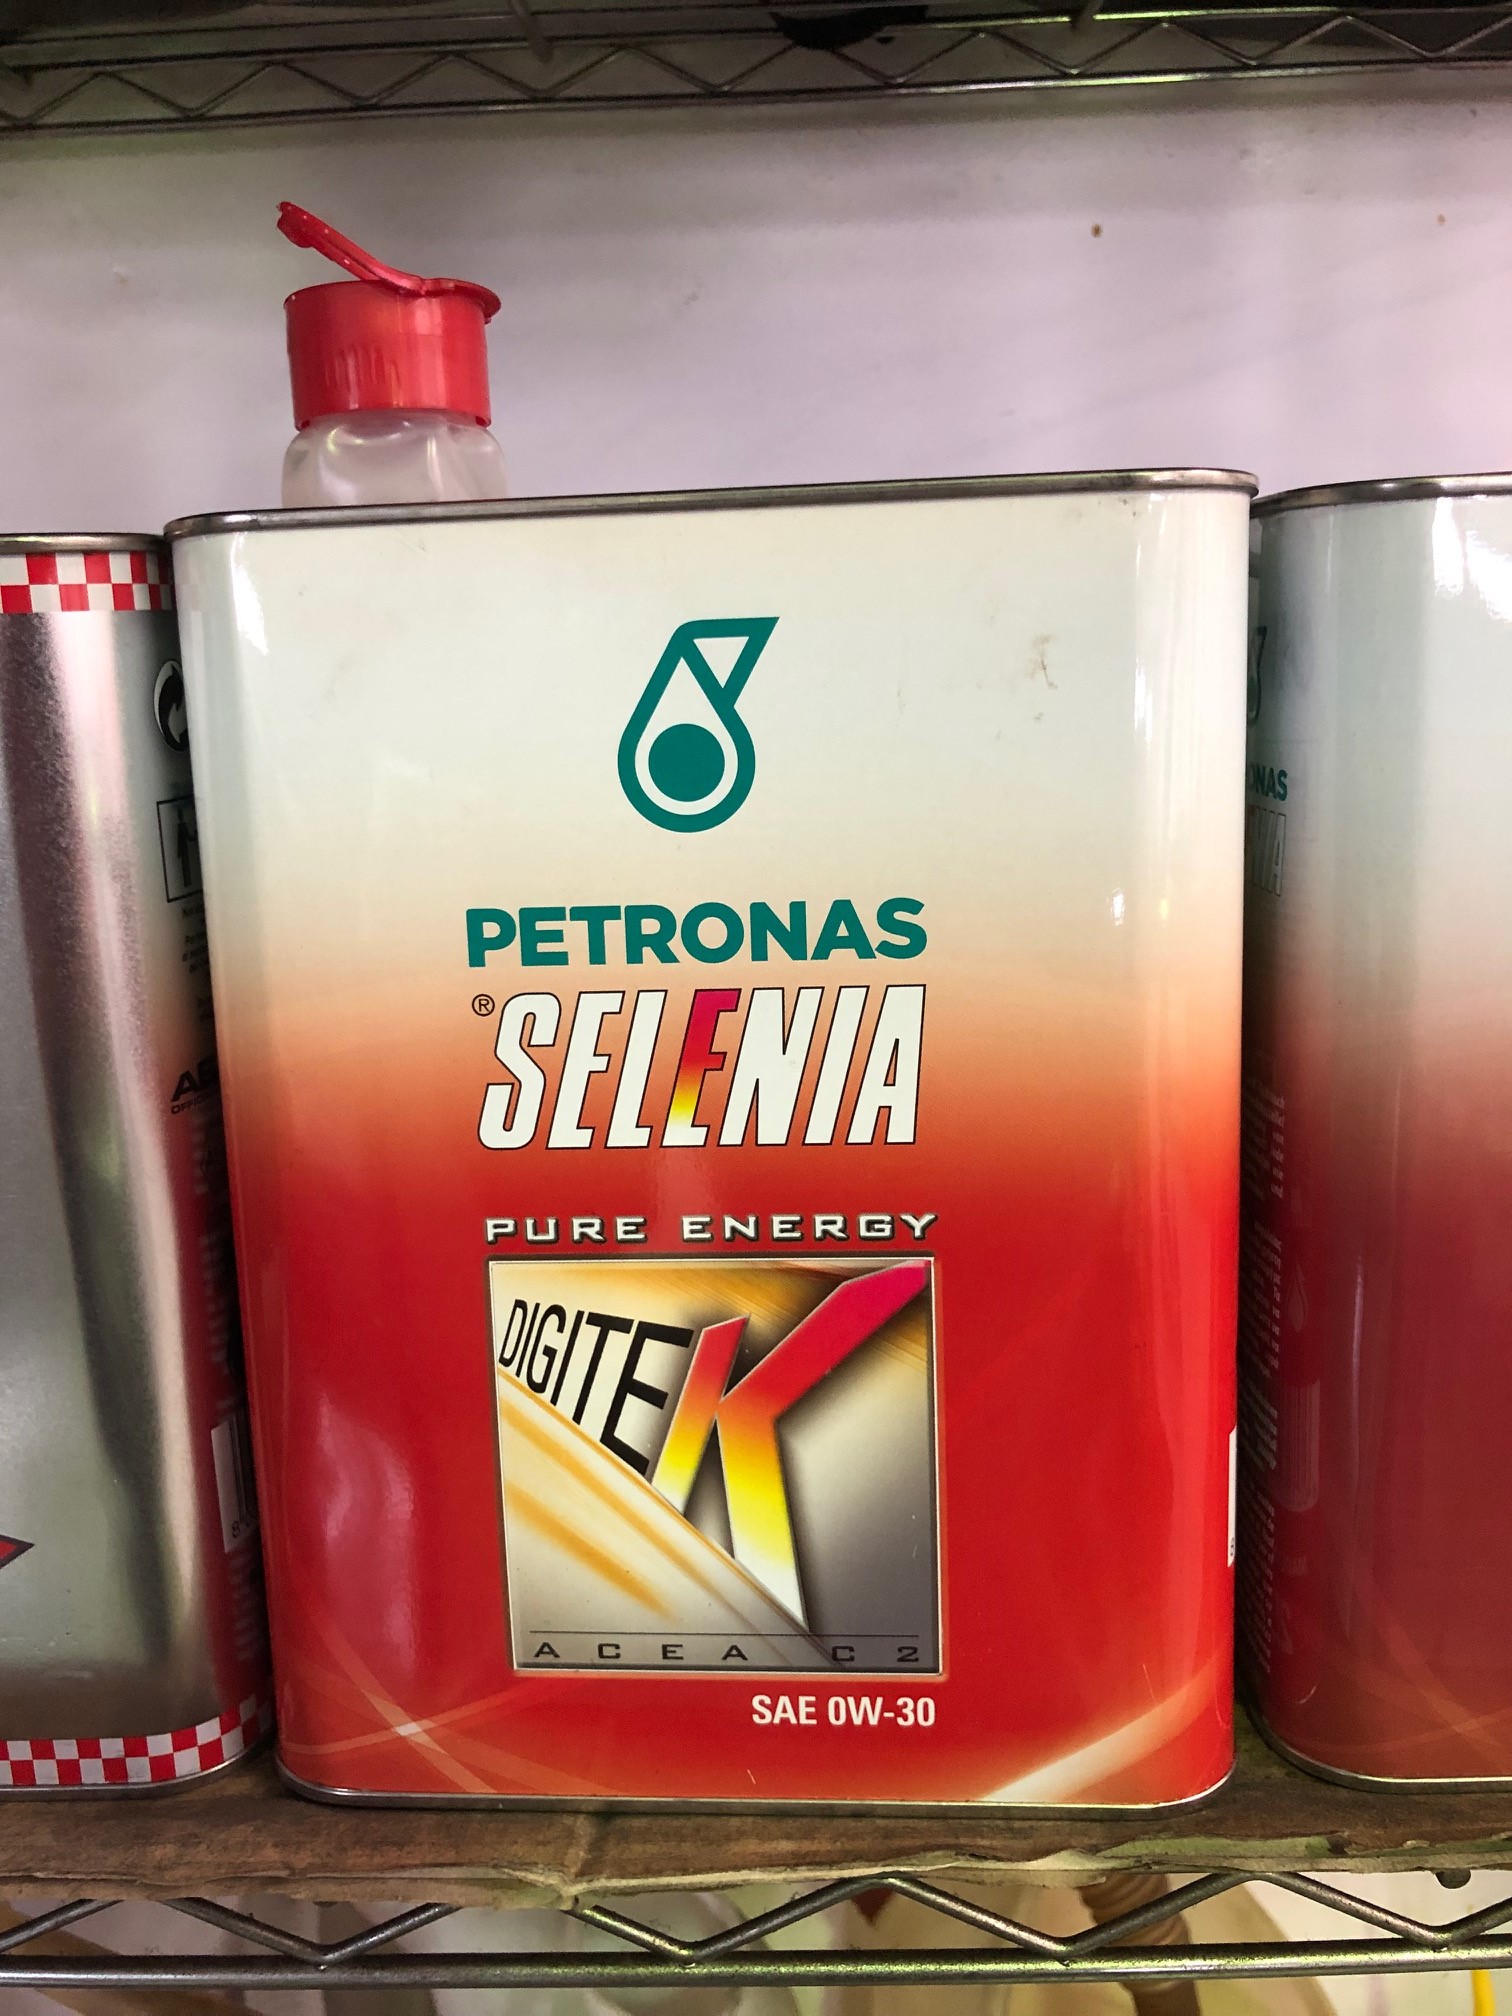 PETRONAS
® SELENIA
PURE ENERGY
DIGITEK
ACEA C2
SAE 0W-30